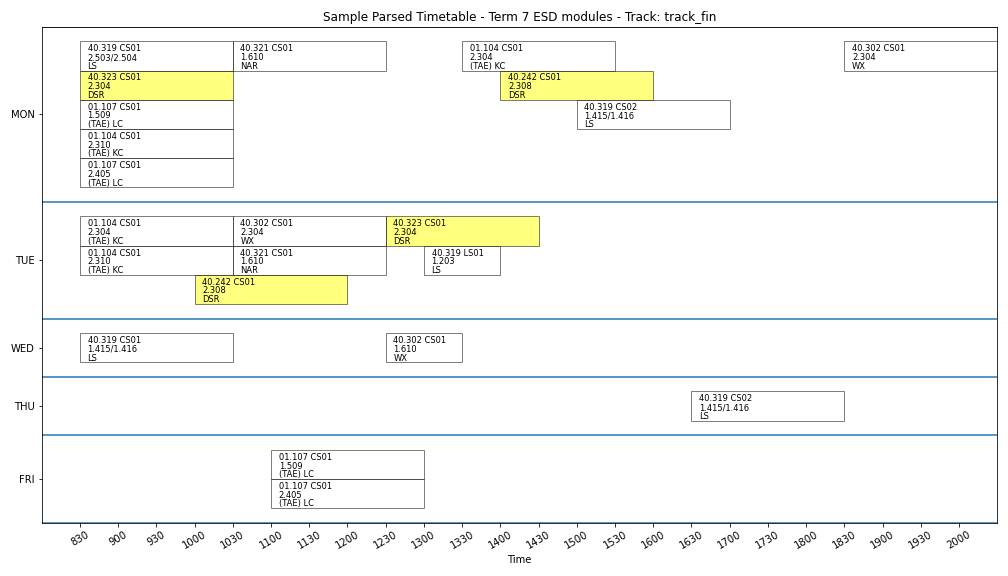 Sample Parsed Timetable - Term 7 ESD modules - Track: track_fin
MON
40.319 CS01
2.503/2.504
LS
40.321 CS01
1.610
NAR
01.104 CS01
2.304
(TAE) KC
40.302 CS01
2.304
WX
40.323 CS01
2.304
DSR
40.242 CS01
2.308
DSR
01.107 CS01
1.509
(TAE) LC
40.319 CS02
1.415/1.416
LS
01.104 CS01
2.310
(TAE) KC
01.107 CS01
2.405
(TAE) LC
TUE
01.104 CS01
2.304
(TAE) KC
40.302 CS01
2.304
WX
40.323 CS01
2.304
DSR
01.104 CS01
2.310
(TAE) KC
40.321 CS01
1.610
NAR
40.319 LS01
1.203
LS
40.242 CS01
2.308
DSR
WED
40.319 CS01
1.415/1.416
LS
40.302 CS01
1.610
WX
THU
40.319 CS02
1.415/1.416
LS
FRI
01.107 CS01
1.509
(TAE) LC
01.107 CS01
2.405
(TAE) LC
830 900 930 1000 1030 1100 1130 1200 1230 1300 1330 1400 1430 1500 1530 1600 1630 1700 1730 1800 1830 1900 1930 2000
Time